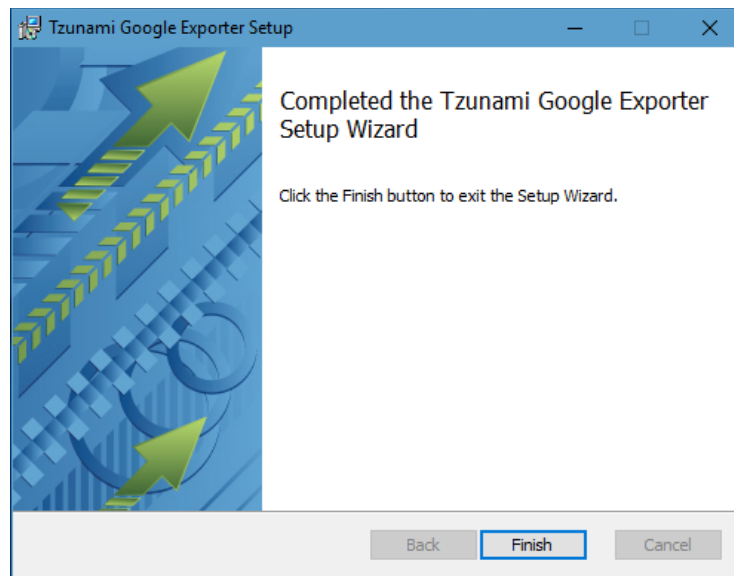 Tzunami Google Exporter Setup
Completed the Tzunami Google Exporter
Setup Wizard
Click the Finish button to exit the Setup Wizard.
Back
Finish
Cancel